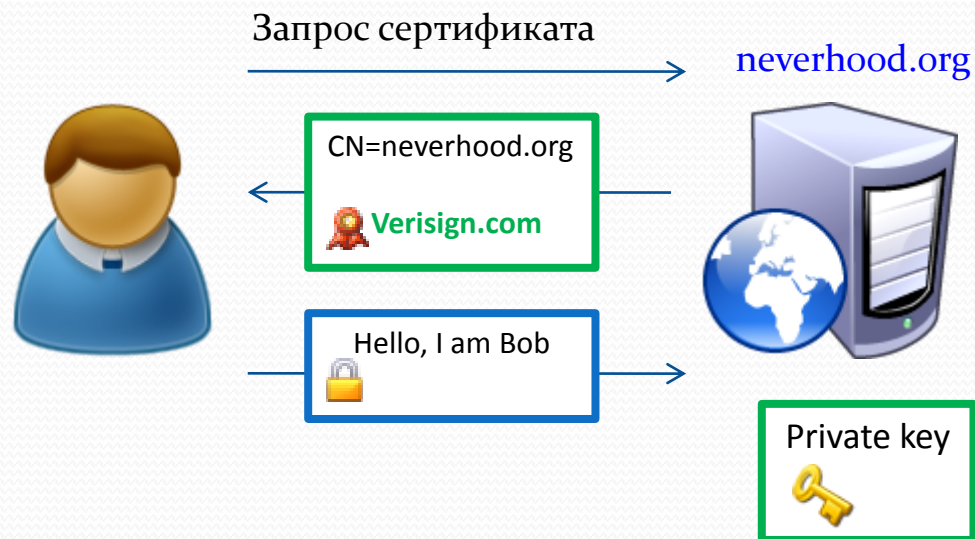 Запрос сертификата
neverhood.org
CN=neverhood.org
Verisign.com
Hello, I am Bob
Private key